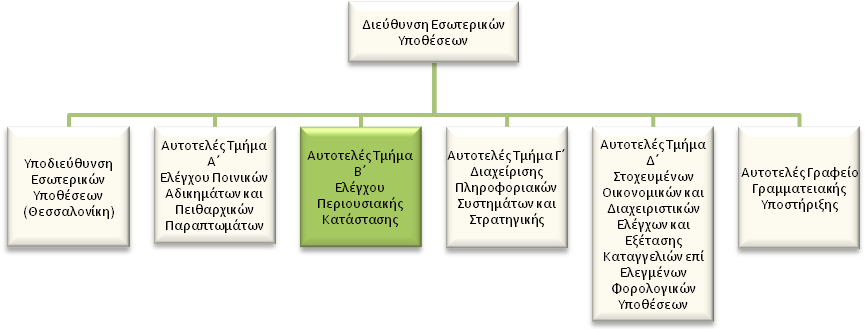 Διεύθυνση Εσωτερικών
Υποθέσεων
Υποδιεύθυνση
Εσωτερικών
Υποθέσεων
(Θεσσαλονίκη)
Αυτοτελές Τμήμα
Α΄
Ελέγχου Ποινικών
Αδικημάτων και
Πειθαρχικών
Παραπτωμάτων
Αυτοτελές Τμήμα
Β΄
Ελέγχου
Περιουσιακής
Κατάστασης
Αυτοτελές Τμήμα Γ΄
Διαχείρισης
Πληροφοριακών
Συστημάτων και
Στρατηγικής
Αυτοτελές Τμήμα
Δ΄
Στοχευμένων
Οικονομικών και
Διαχειριστικών
Ελέγχων και
Εξέτασης
Καταγγελιών επί
Ελεγμένων
Φορολογικών
Υποθέσεων
Αυτοτελές Γραφείο
Γραμματειακής
Υποστήριξης